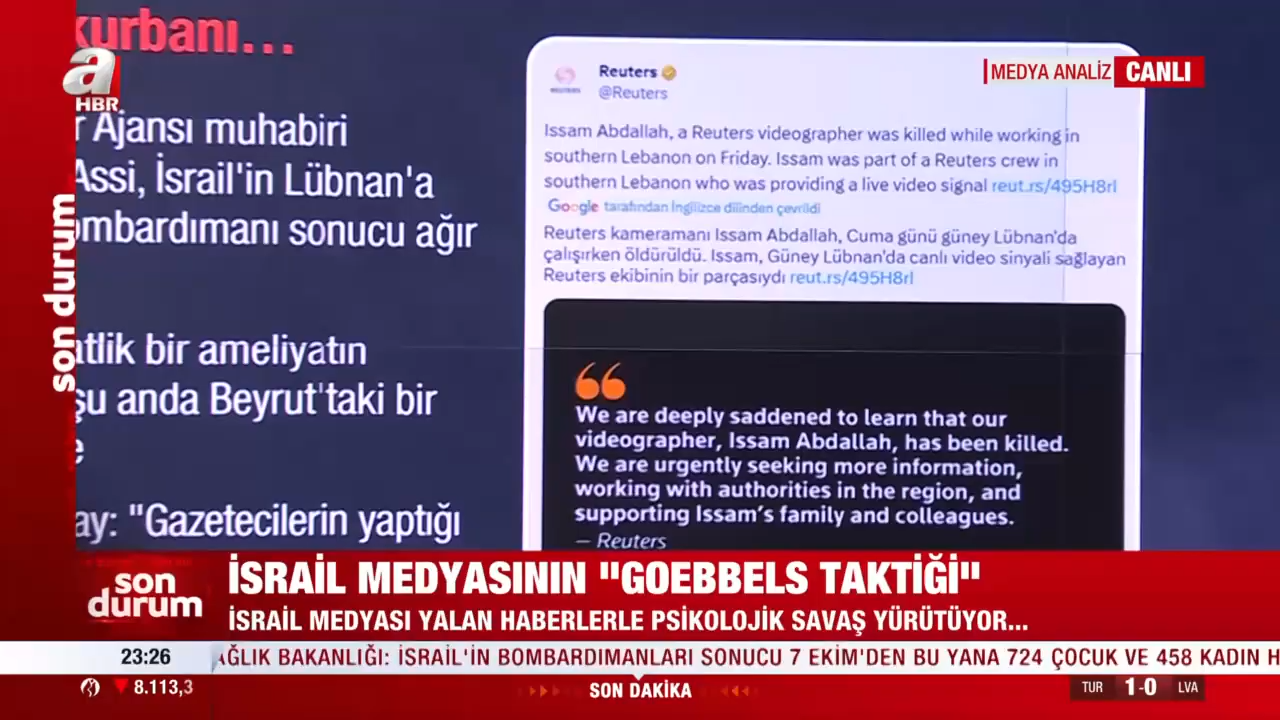 kurbanı...
a
HBR
r Ajansı muhabiri
Assi, İsrail'in Lübnan'a
ombardımanı sonucu ağır
atlik bir ameliyatın
şu anda Beyrut'taki bir
e
ay: "Gazetecilerin yaptığı
son durum
Reuters
@Reuters
REUTERS
MEDYA ANALİZ CANLI
Issam Abdallah, a Reuters videographer was killed while working in
southern Lebanon on Friday. Issam was part of a Reuters crew in
southern Lebanon who was providing a live video signal reut.rs/495H8rl
Google tarafından İngilizce dilinden çevrildi
Reuters kameramanı Issam Abdallah, Cuma günü güney Lübnan'da
çalışırken öldürüldü. Issam, Güney Lübnan'da canlı video sinyali sağlayan
Reuters ekibinin bir parçasıydı reut.rs/495H8rl
We are deeply saddened to learn that our
videographer, Issam Abdallah, has been killed.
We are urgently seeking more information,
working with authorities in the region, and
supporting Issam's family and colleagues.
— Reuters
son
durum
İSRAİL MEDYASININ "GOEBBELS TAKTİĞİ"
İSRAİL MEDYASI YALAN HABERLERLE PSİKOLOJİK SAVAŞ YÜRÜTÜYOR...
23:26
AĞLIK BAKANLIĞI: İSRAİL'İN BOMBARDIMANLARI SONUCU 7 EKİM'DEN BU YANA 724 ÇOCUK VE 458 KADIN H
8.113,3
SON DAKİKA
TUR 1-0 LVA